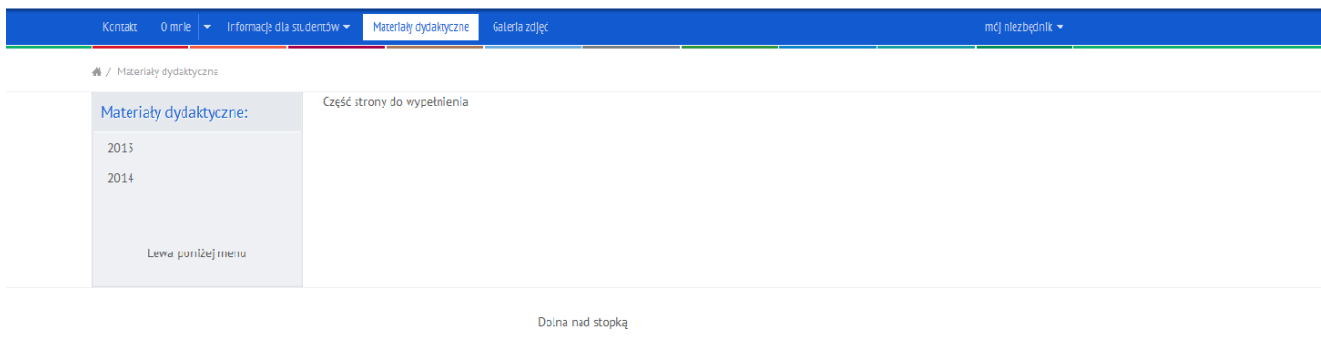 Kontakt O mnie Informacje dla studentów Materiały dydaktyczne Galeria zdjęć mój niezbędnik
/ Materiały dydaktyczne
Materiały dydaktyczne:
Część strony do wypełnienia
2015
2014
Lewa poniżej menu
Dolna nad stopką